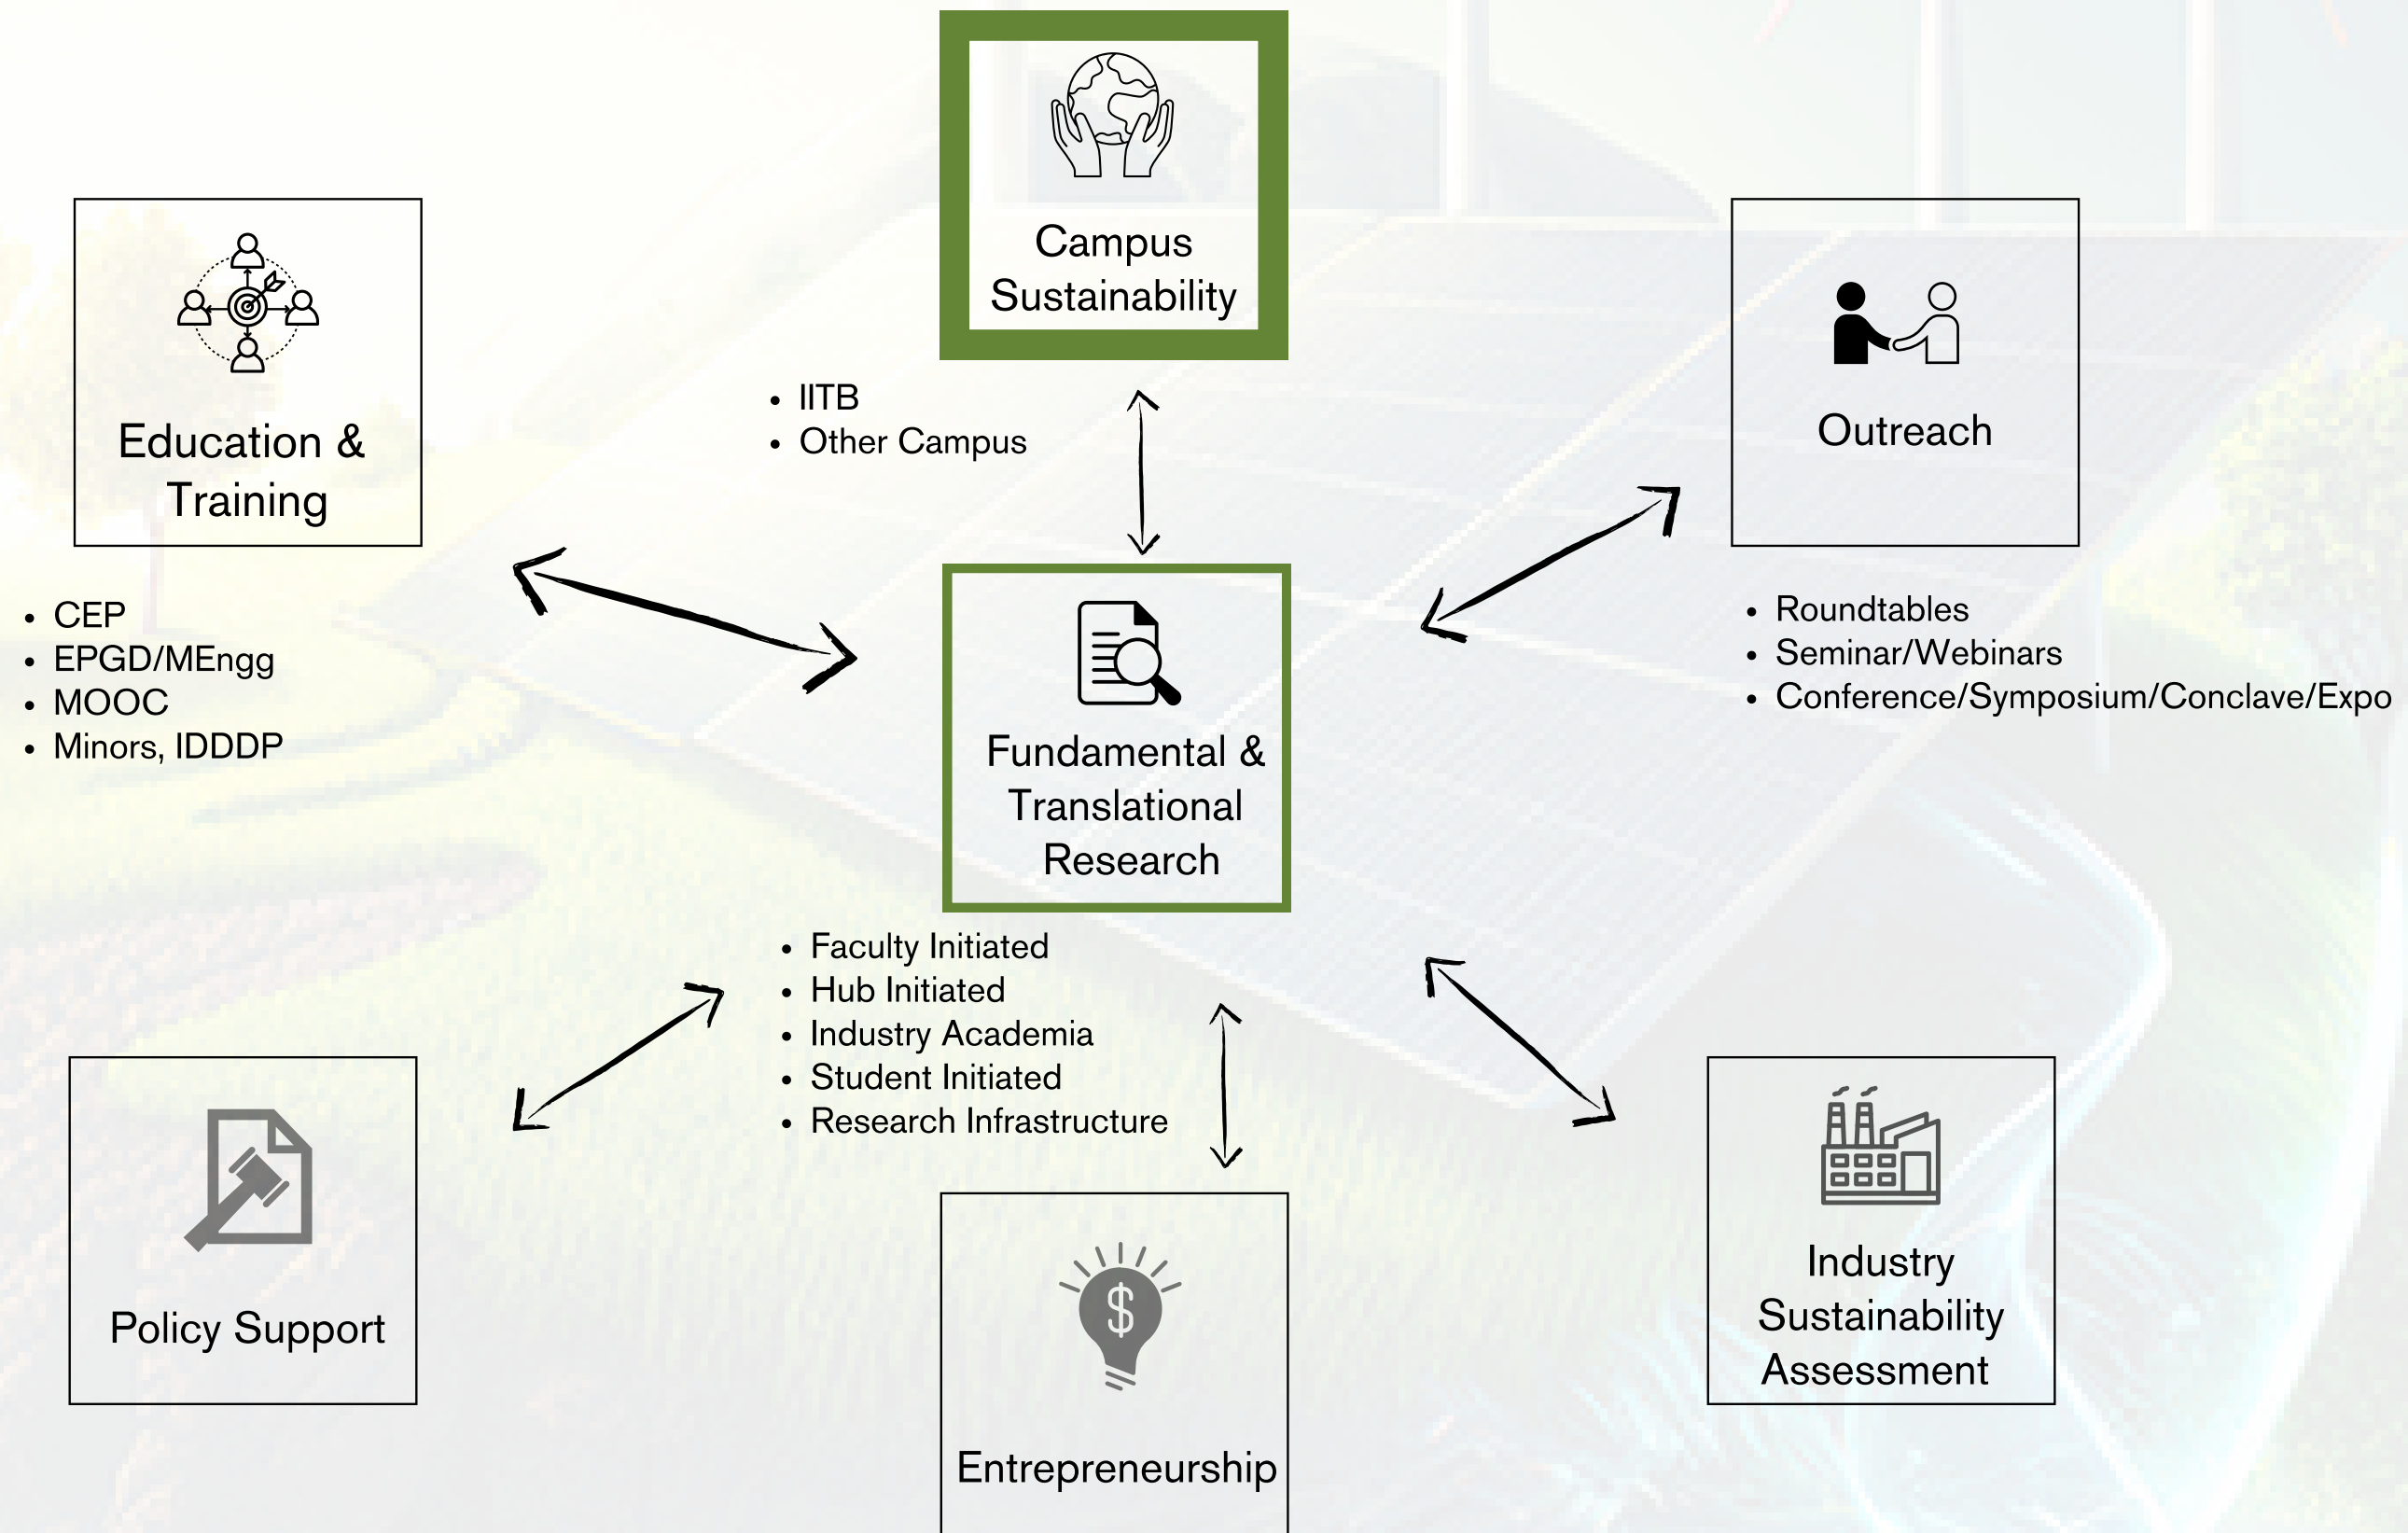 Campus
Sustainability
• IITB
• Other Campus
Education &
Training
• CEP
• EPGD/MEngg
• MOOC
• Minors, IDDDP
Outreach
• Roundtables
• Seminar/Webinars
• Conference/Symposium/Conclave/Expo
Fundamental &
Translational
Research
• Faculty Initiated
• Hub Initiated
• Industry Academia
• Student Initiated
• Research Infrastructure
Policy Support
$
Entrepreneurship
Industry
Sustainability
Assessment